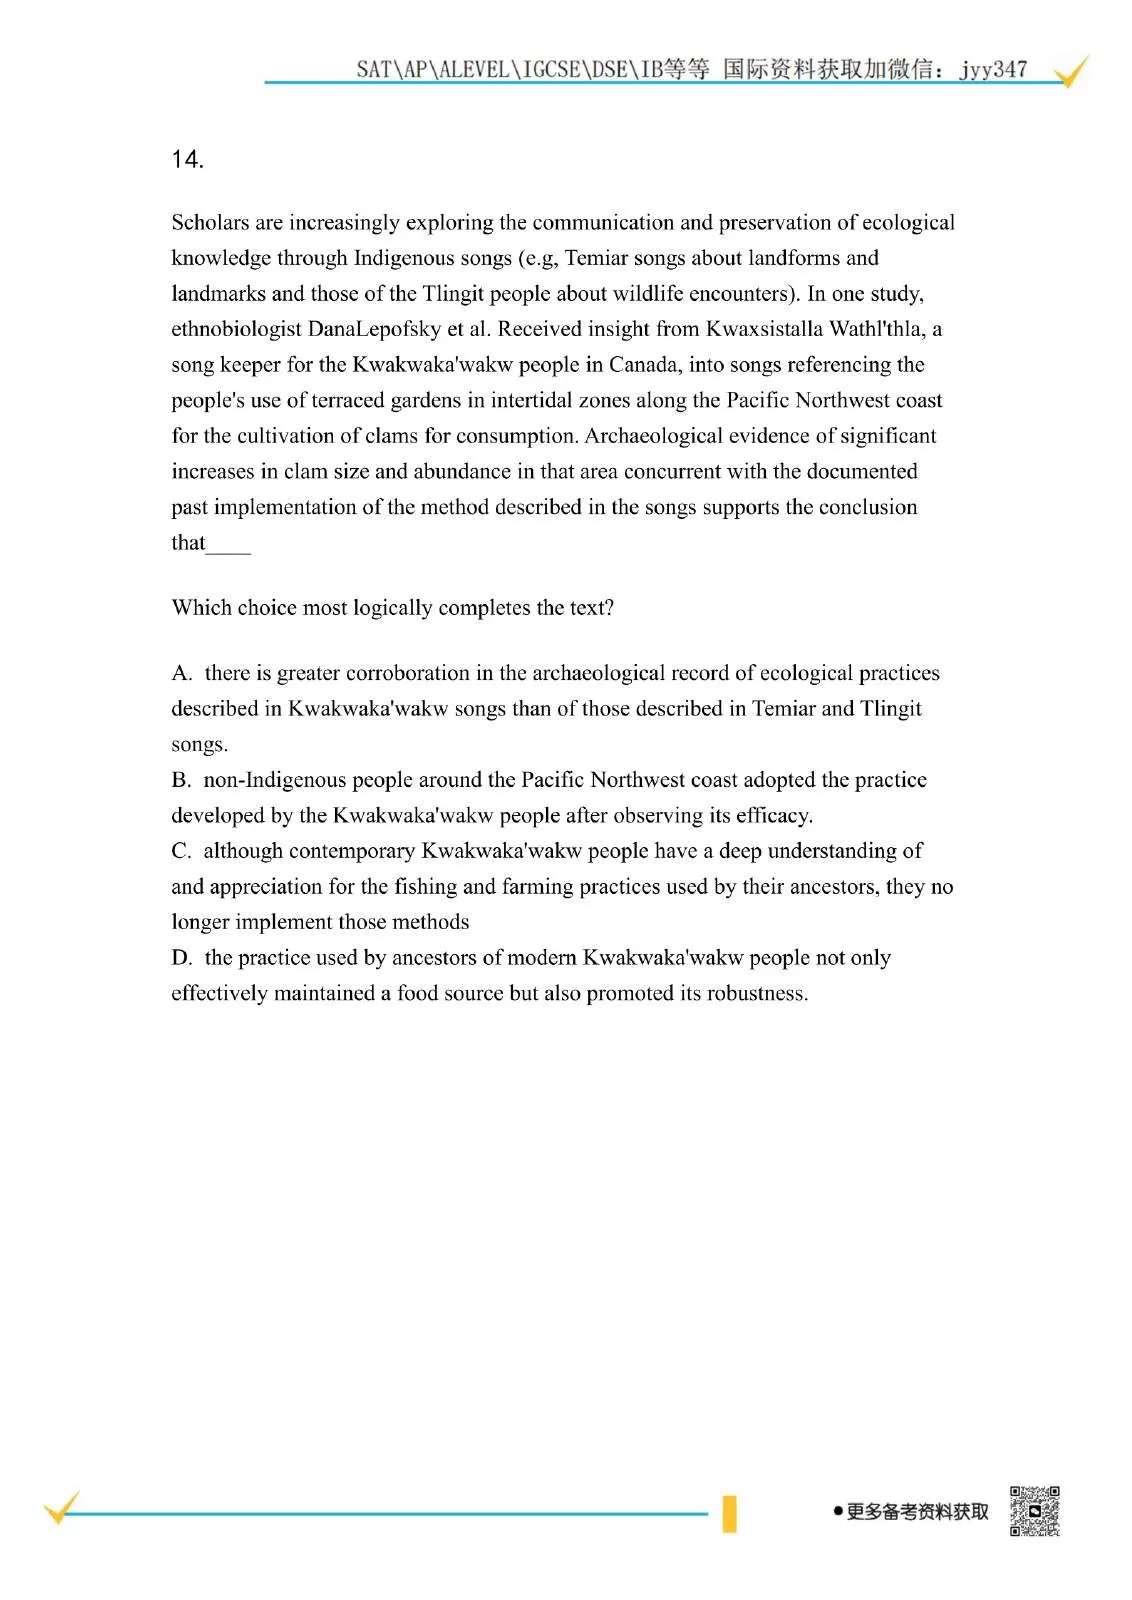 SAT\AP\ALEVEL\IGCSE\DSE\IB等等 国际资料获取加微信：jyy347
14.
Scholars are increasingly exploring the communication and preservation of ecological
knowledge through Indigenous songs (e.g, Temiar songs about landforms and
landmarks and those of the Tlingit people about wildlife encounters). In one study,
ethnobiologist DanaLepofsky et al. Received insight from Kwaxsistalla Wathl'thla, a
song keeper for the Kwakwaka'wakw people in Canada, into songs referencing the
people's use of terraced gardens in intertidal zones along the Pacific Northwest coast
for the cultivation of clams for consumption. Archaeological evidence of significant
increases in clam size and abundance in that area concurrent with the documented
past implementation of the method described in the songs supports the conclusion
that____
Which choice most logically completes the text?
A. there is greater corroboration in the archaeological record of ecological practices
described in Kwakwaka'wakw songs than of those described in Temiar and Tlingit
songs.
B. non-Indigenous people around the Pacific Northwest coast adopted the practice
developed by the Kwakwaka'wakw people after observing its efficacy.
C. although contemporary Kwakwaka'wakw people have a deep understanding of
and appreciation for the fishing and farming practices used by their ancestors, they no
longer implement those methods
D. the practice used by ancestors of modern Kwakwaka'wakw people not only
effectively maintained a food source but also promoted its robustness.
●更多备考资料获取